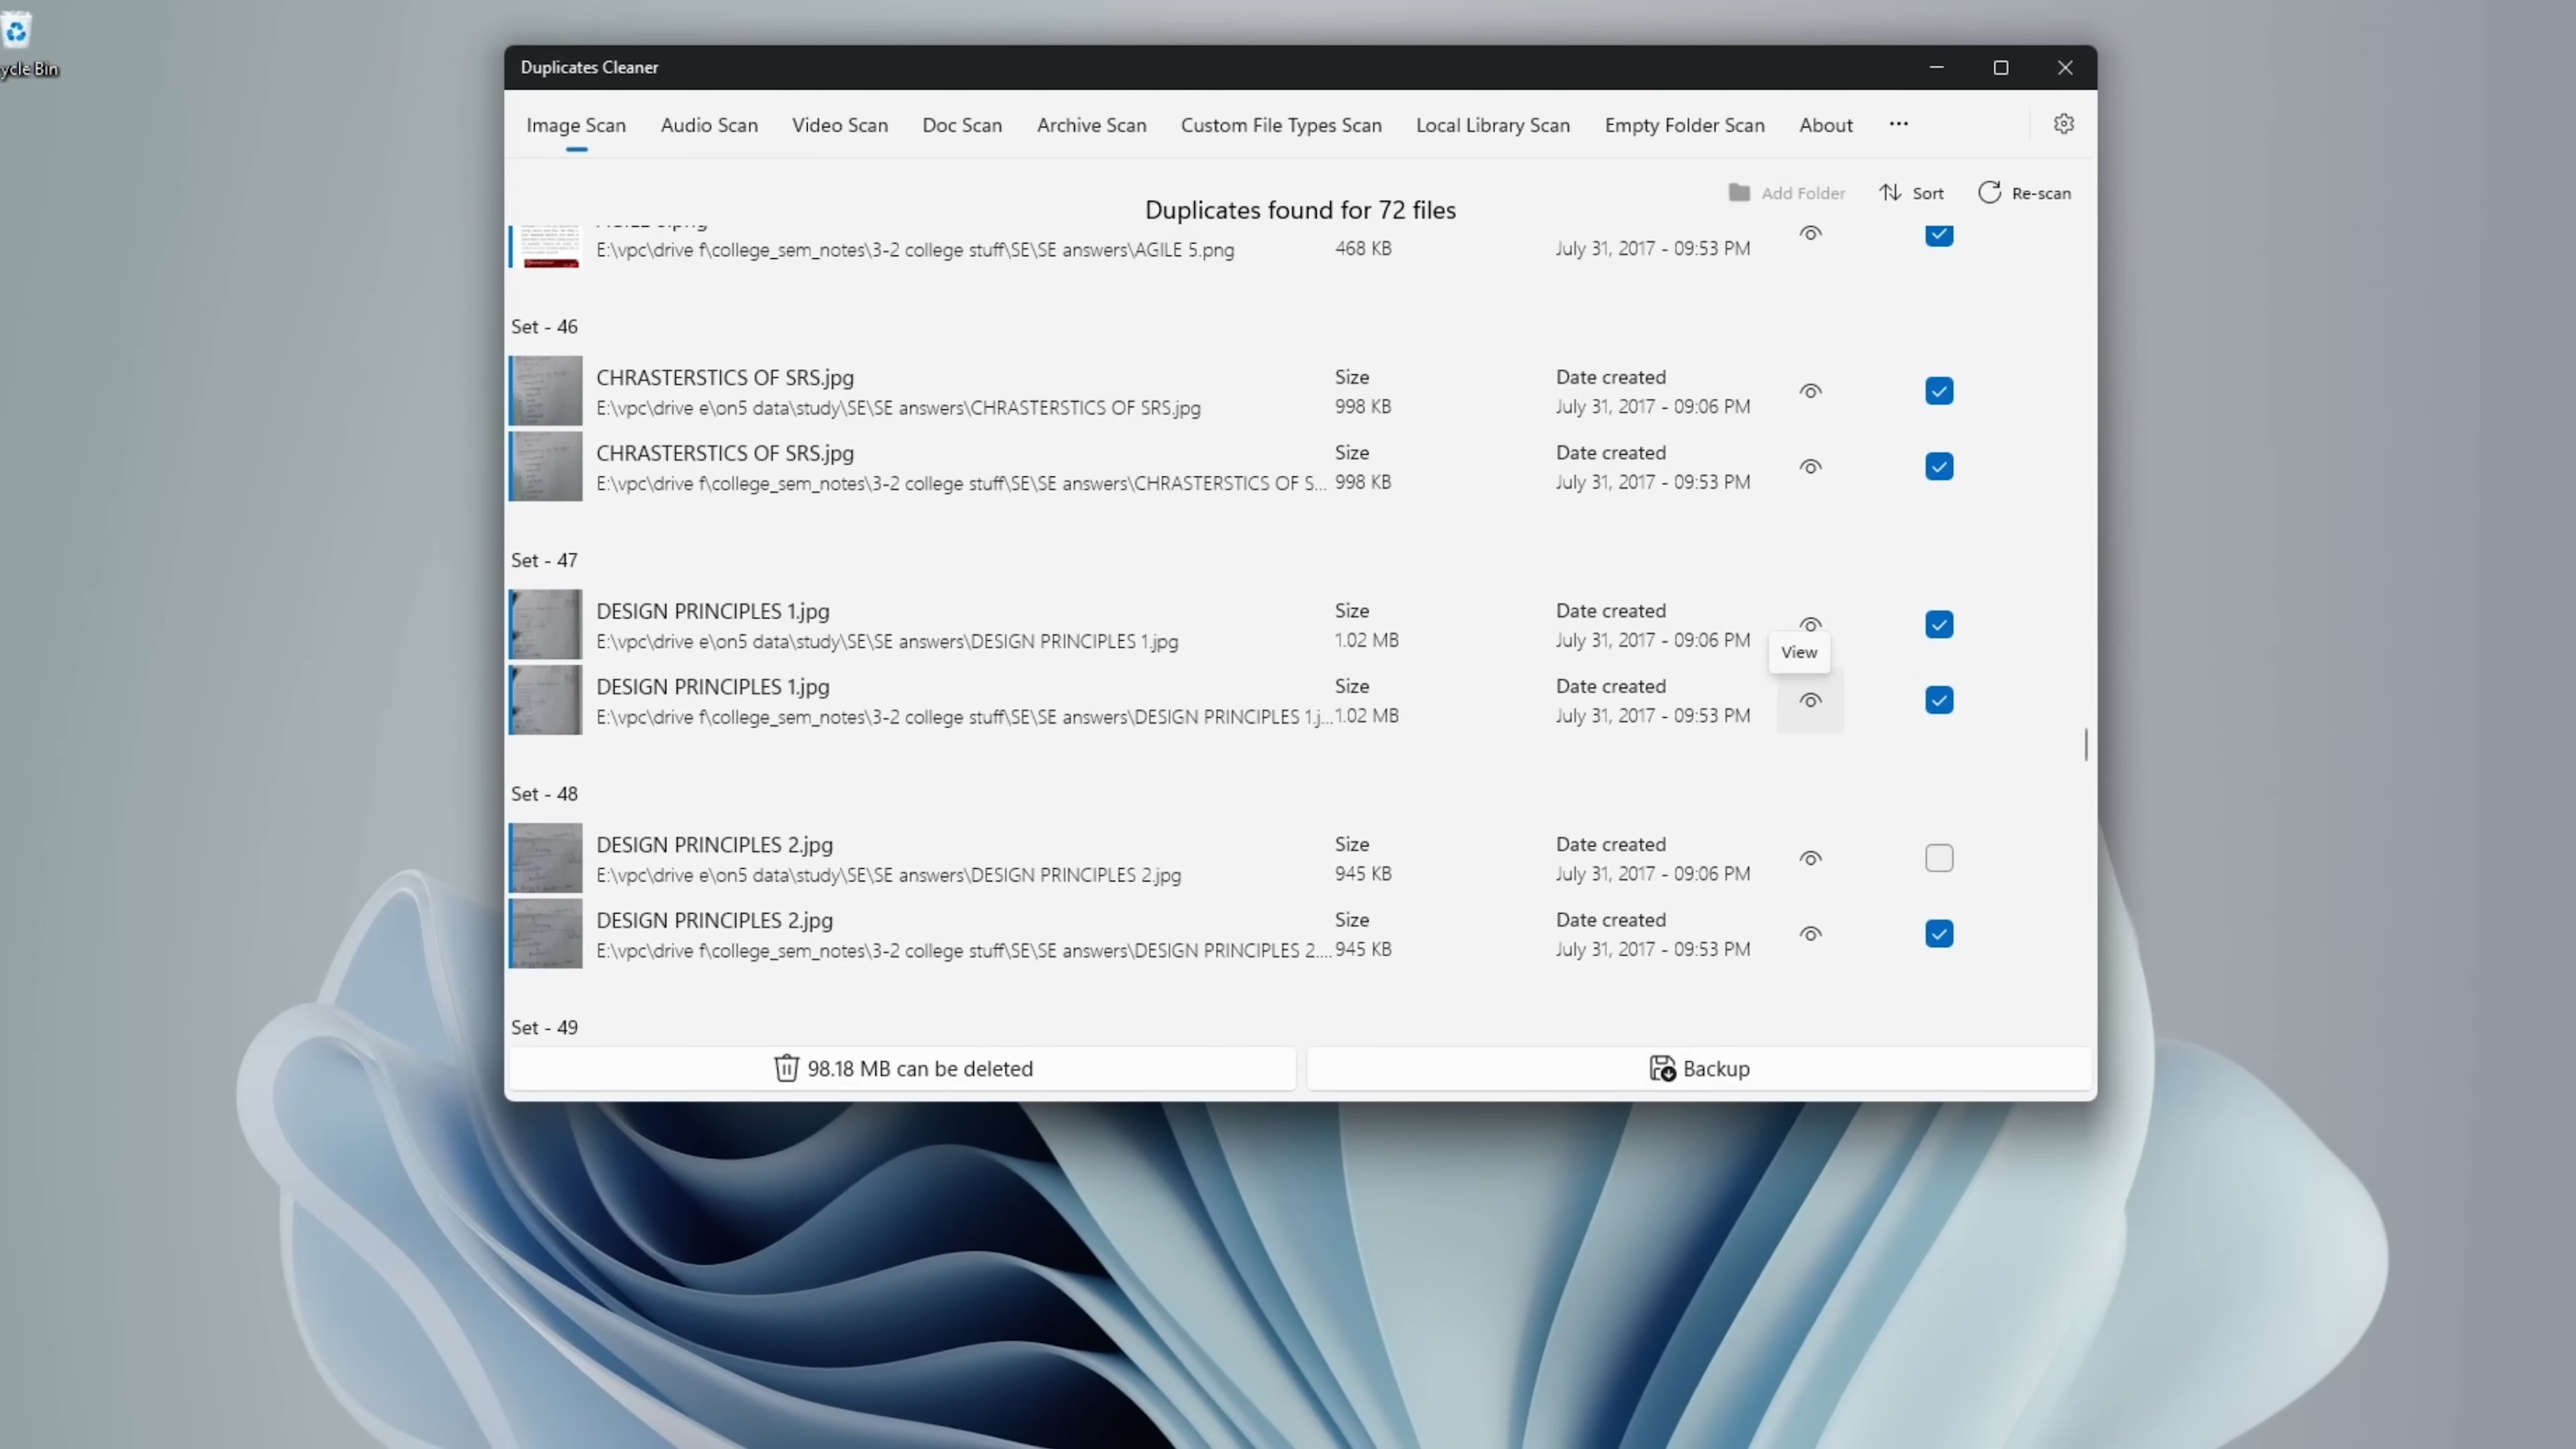 ycle Bin
Duplicates Cleaner
Image Scan Audio Scan Video Scan Doc Scan Archive Scan Custom File Types Scan Local Library Scan Empty Folder Scan About ...
Add Folder Sort Re-scan
Duplicates found for 72 files
E:\vpc\drive f\college_sem_notes\3-2 college stuff\SE\SE answers\AGILE 5.png 468 KB July 31, 2017 - 09:53 PM
Set - 46
CHRASTERSTICS OF SRS.jpg Size Date created
E:\vpc\drive e\on5 data\study\SE\SE answers\CHRASTERSTICS OF SRS.jpg 998 KB July 31, 2017 - 09:06 PM
CHRASTERSTICS OF SRS.jpg Size Date created
E:\vpc\drive f\college_sem_notes\3-2 college stuff\SE\SE answers\CHRASTERSTICS OF S... 998 KB July 31, 2017 - 09:53 PM
Set - 47
DESIGN PRINCIPLES 1.jpg Size Date created
E:\vpc\drive e\on5 data\study\SE\SE answers\DESIGN PRINCIPLES 1.jpg 1.02 MB July 31, 2017 - 09:06 PM
View
DESIGN PRINCIPLES 1.jpg Size Date created
E:\vpc\drive f\college_sem_notes\3-2 college stuff\SE\SE answers\DESIGN PRINCIPLES 1.j... 1.02 MB July 31, 2017 - 09:53 PM
Set - 48
DESIGN PRINCIPLES 2.jpg Size Date created
E:\vpc\drive e\on5 data\study\SE\SE answers\DESIGN PRINCIPLES 2.jpg 945 KB July 31, 2017 - 09:06 PM
DESIGN PRINCIPLES 2.jpg Size Date created
E:\vpc\drive f\college_sem_notes\3-2 college stuff\SE\SE answers\DESIGN PRINCIPLES 2.... 945 KB July 31, 2017 - 09:53 PM
Set - 49
98.18 MB can be deleted Backup